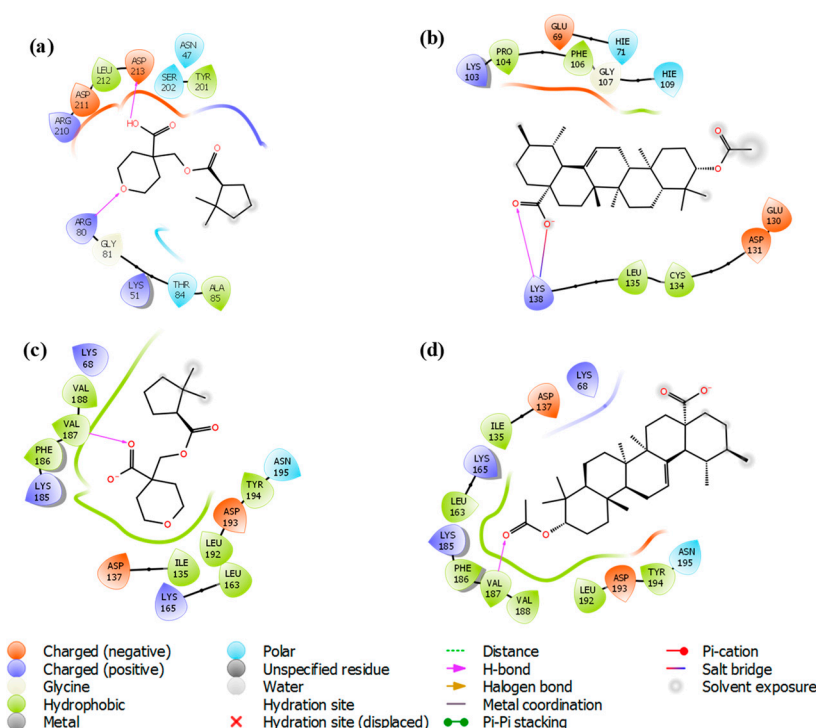 (a)
ASN
47
ASP
213
LEU
212
SER
202
TYR
201
ASP
211
ARG
210
HO
O
O
O
O
ARG
80
GLY
81
LYS
51
THR
84
ALA
85
(b)
GLU
69
HIE
71
PRO
104
PHE
106
LYS
103
GLY
107
HIE
109
O
O
O
O⁻
GLU
130
ASP
131
LYS
138
LEU
135
CYS
134
(c)
LYS
68
VAL
188
VAL
187
PHE
186
LYS
185
O
O
O
O⁻
O
ASN
195
TYR
194
ASP
193
LEU
192
ASP
137
ILE
135
LEU
163
LYS
165
(d)
LYS
68
ASP
137
ILE
135
LYS
165
LEU
163
LYS
185
PHE
186
VAL
187
VAL
188
O
O⁻
O
O
LEU
192
ASP
193
TYR
194
ASN
195
Charged (negative)
Charged (positive)
Glycine
Hydrophobic
Metal
Polar
Unspecified residue
Water
Hydration site
Hydration site (displaced)
Distance
H-bond
Halogen bond
Metal coordination
Pi-Pi stacking
Pi-cation
Salt bridge
Solvent exposure